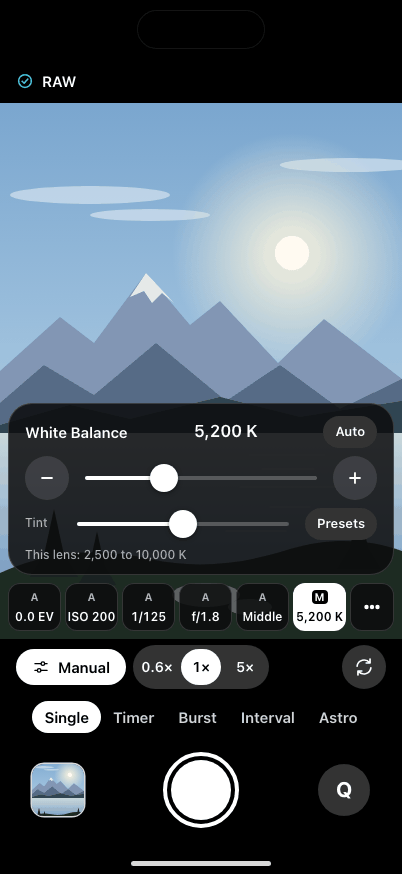 RAW
White Balance 5,200 K Auto
− +
Tint Presets
This lens: 2,500 to 10,000 K
A A A A A M
0.0 EV ISO 200 1/125 f/1.8 Middle 5,200 K •••
Manual 0.6× 1× 5×
Single Timer Burst Interval Astro
Q